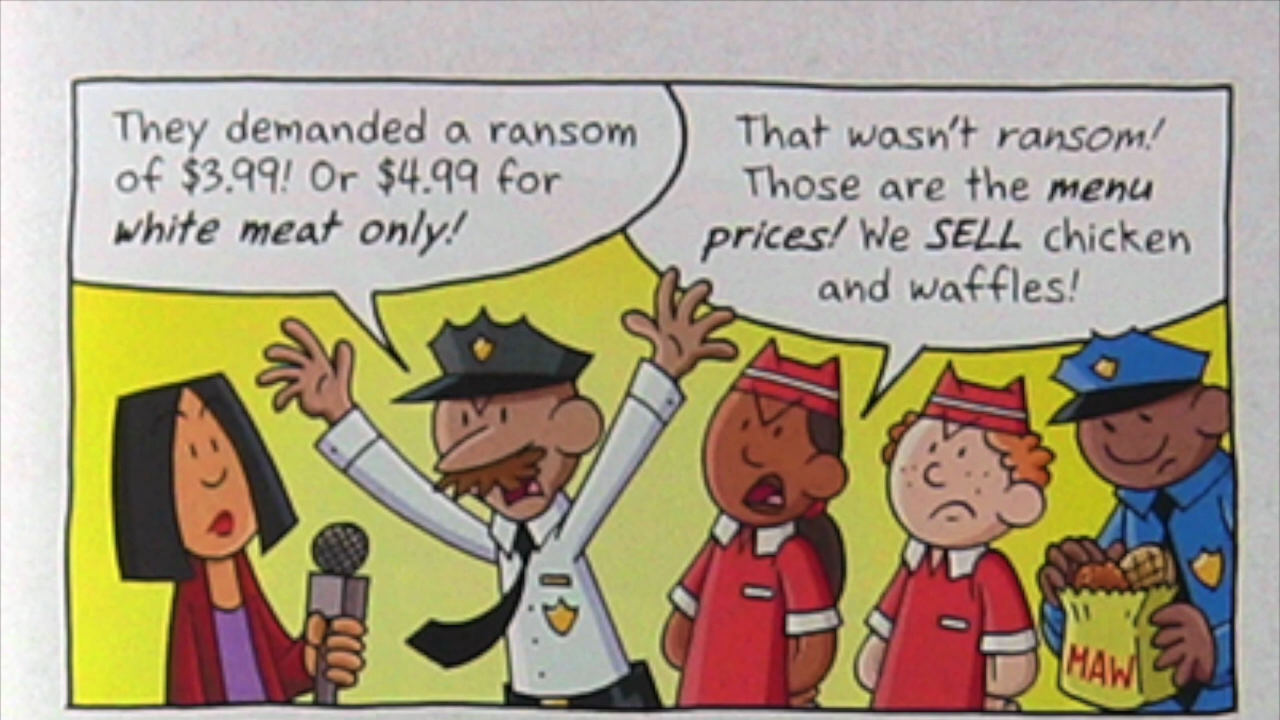 They demanded a ransom
of $3.99! Or $4.99 for
white meat only!
That wasn't ransom!
Those are the menu
prices! We SELL chicken
and waffles!
MAW